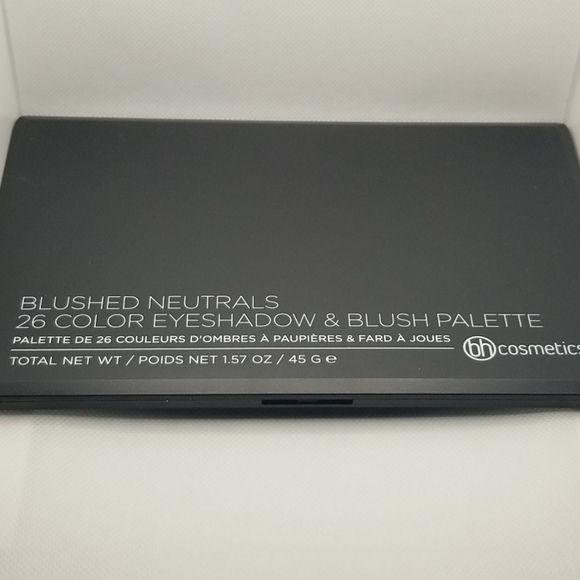 BLUSHED NEUTRALS
26 COLOR EYESHADOW & BLUSH PALETTE
PALETTE DE 26 COULEURS D'OMBRES À PAUPIÈRES & FARD À JOUES
TOTAL NET WT / POIDS NET 1.57 OZ / 45 G ℮
bh cosmetics